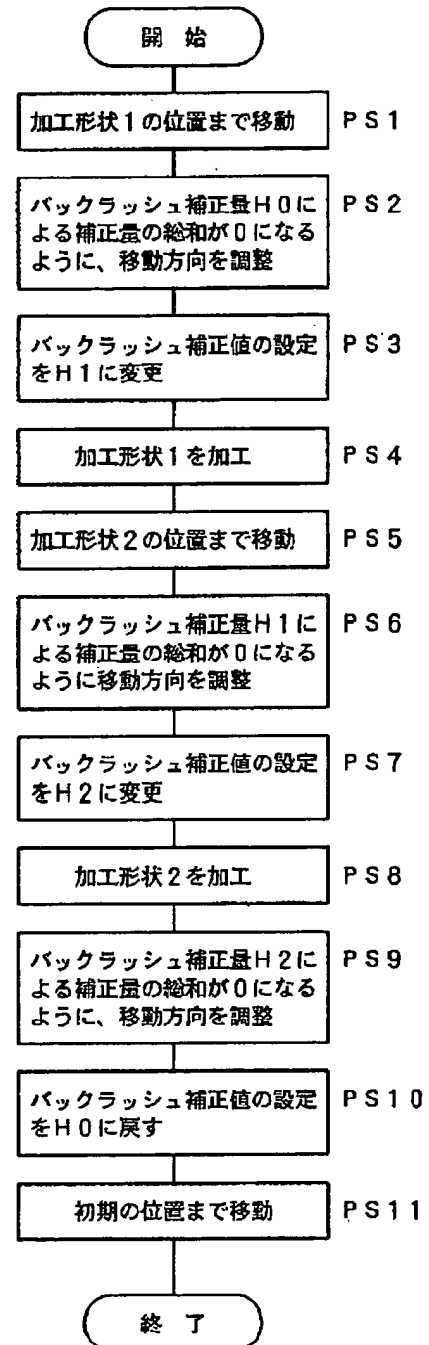 開　始
加工形状１の位置まで移動　ＰＳ１
バックラッシュ補正量Ｈ０に　ＰＳ２
よる補正量の総和が０になる
ように、移動方向を調整
バックラッシュ補正値の設定　ＰＳ３
をＨ１に変更
加工形状１を加工　ＰＳ４
加工形状２の位置まで移動　ＰＳ５
バックラッシュ補正量Ｈ１に　ＰＳ６
よる補正量の総和が０になる
ように移動方向を調整
バックラッシュ補正値の設定　ＰＳ７
をＨ２に変更
加工形状２を加工　ＰＳ８
バックラッシュ補正量Ｈ２に　ＰＳ９
よる補正量の総和が０になる
ように、移動方向を調整
バックラッシュ補正値の設定　ＰＳ１０
をＨ０に戻す
初期の位置まで移動　ＰＳ１１
終　了